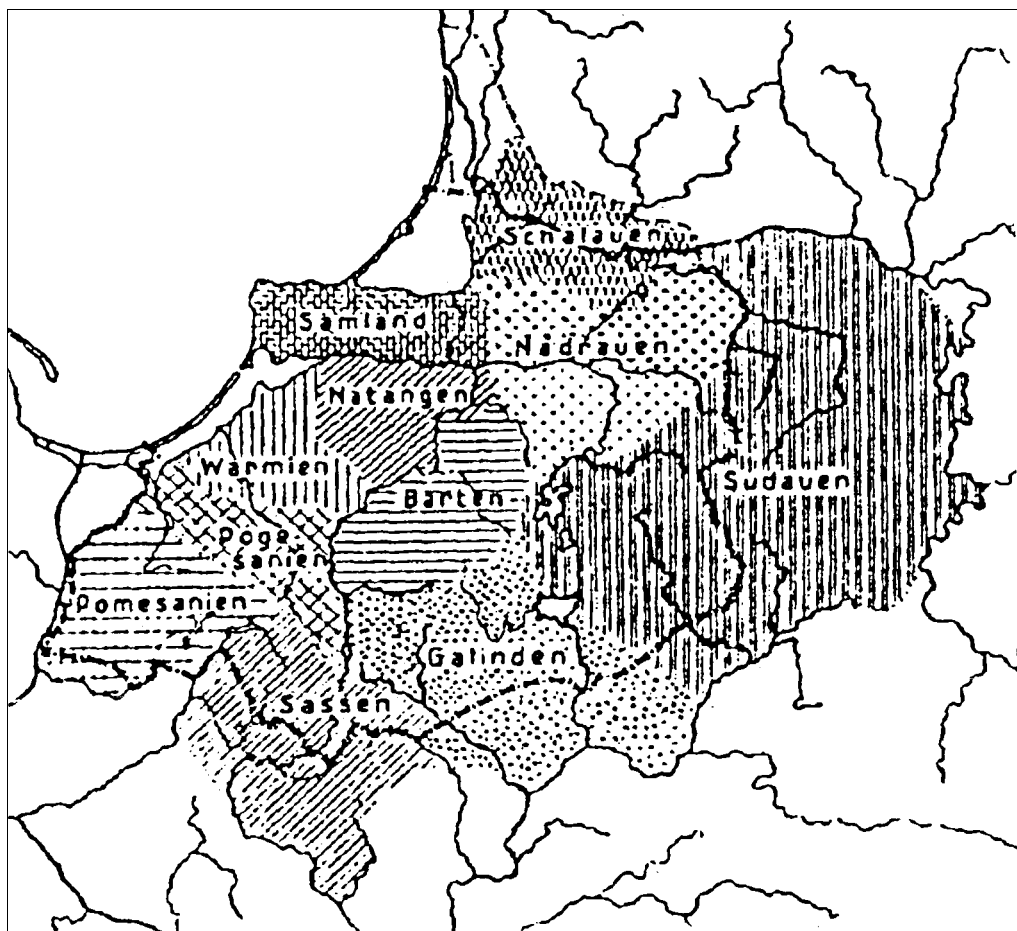 Schalauen
Samland
Nadrauen
Natangen
Warmien
Barten
Sudauen
Poge-
sanien
Pomesanien
Galinden
Sassen